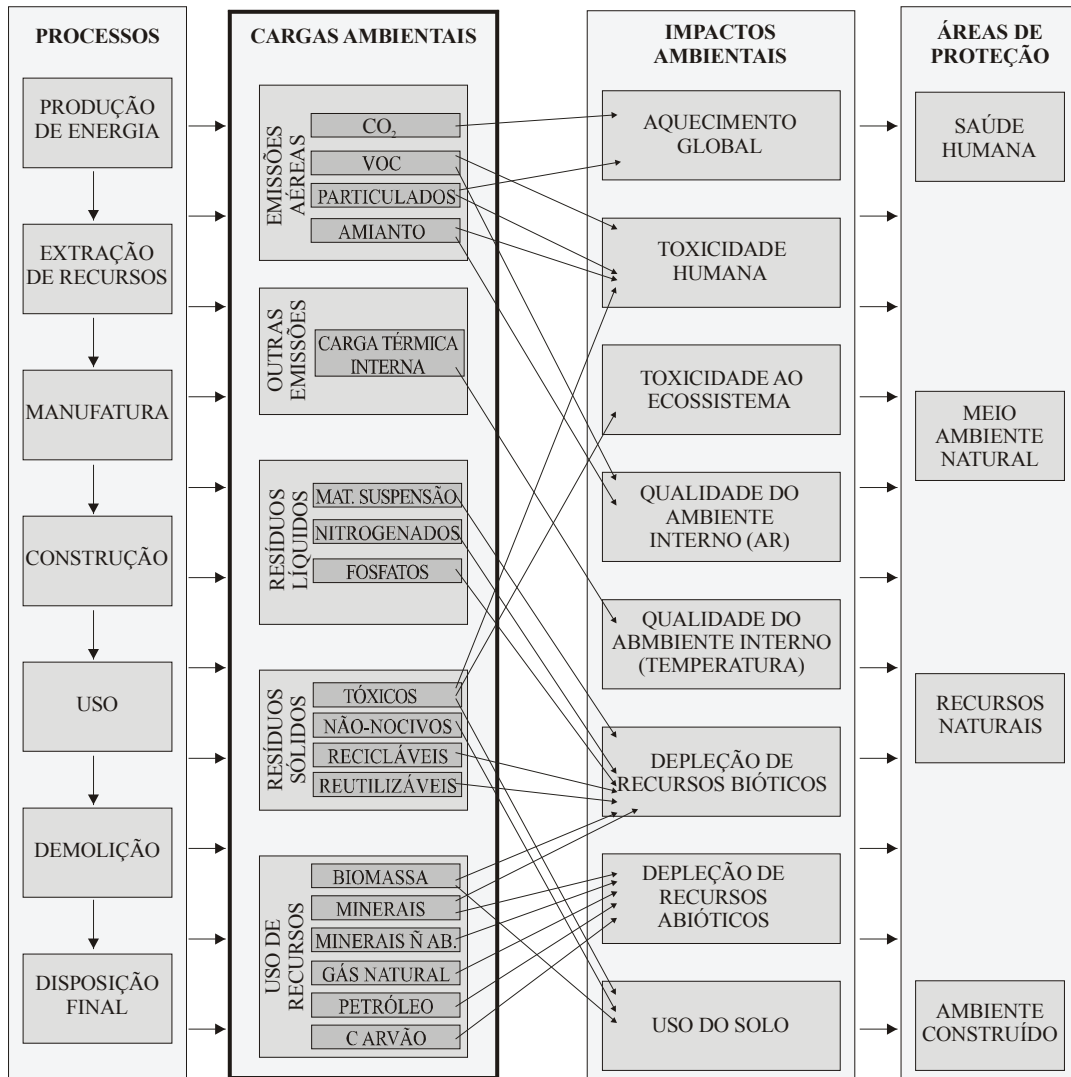 PROCESSOS
PRODUÇÃO
DE ENERGIA
EXTRAÇÃO
DE RECURSOS
MANUFATURA
CONSTRUÇÃO
USO
DEMOLIÇÃO
DISPOSIÇÃO
FINAL
CARGAS AMBIENTAIS
EMISSÕES
AÉREAS
CO₂
VOC
PARTICULADOS
AMIANTO
OUTRAS
EMISSÕES
CARGA TÉRMICA
INTERNA
RESÍDUOS
LÍQUIDOS
MAT. SUSPENSÃO
NITROGENADOS
FOSFATOS
RESÍDUOS
SÓLIDOS
TÓXICOS
NÃO-NOCIVOS
RECICLÁVEIS
REUTILIZÁVEIS
USO DE
RECURSOS
BIOMASSA
MINERAIS
MINERAIS Ñ AB.
GÁS NATURAL
PETRÓLEO
C ARVÃO
IMPACTOS
AMBIENTAIS
AQUECIMENTO
GLOBAL
TOXICIDADE
HUMANA
TOXICIDADE AO
ECOSSISTEMA
QUALIDADE DO
AMBIENTE
INTERNO (AR)
QUALIDADE DO
ABMBIENTE INTERNO
(TEMPERATURA)
DEPLEÇÃO DE
RECURSOS BIÓTICOS
DEPLEÇÃO DE
RECURSOS
ABIÓTICOS
USO DO SOLO
ÁREAS DE
PROTEÇÃO
SAÚDE
HUMANA
MEIO
AMBIENTE
NATURAL
RECURSOS
NATURAIS
AMBIENTE
CONSTRUÍDO